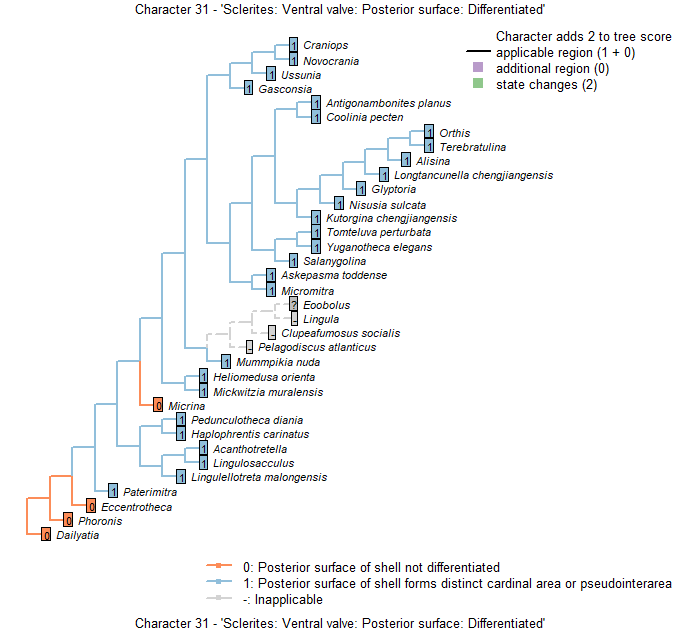 Character 31 - 'Sclerites: Ventral valve: Posterior surface: Differentiated'
Character adds 2 to tree score
applicable region (1 + 0)
additional region (0)
state changes (2)
1 Craniops
1 Novocrania
1 Ussunia
1 Gasconsia
1 Antigonambonites planus
1 Coolinia pecten
1 Orthis
1 Terebratulina
1 Alisina
1 Longtancunella chengjiangensis
1 Glyptoria
1 Nisusia sulcata
1 Kutorgina chengjiangensis
1 Tomteluva perturbata
1 Yuganotheca elegans
1 Salanygolina
1 Askepasma toddense
1 Micromitra
? Eoobolus
- Lingula
- Clupeafumosus socialis
- Pelagodiscus atlanticus
1 Mummpikia nuda
1 Heliomedusa orienta
1 Mickwitzia muralensis
0 Micrina
1 Pedunculotheca diania
1 Haplophrentis carinatus
1 Acanthotretella
1 Lingulosacculus
1 Lingulellotreta malongensis
1 Paterimitra
0 Eccentrotheca
0 Phoronis
0 Dailyatia
0: Posterior surface of shell not differentiated
1: Posterior surface of shell forms distinct cardinal area or pseudointerarea
-: Inapplicable
Character 31 - 'Sclerites: Ventral valve: Posterior surface: Differentiated'